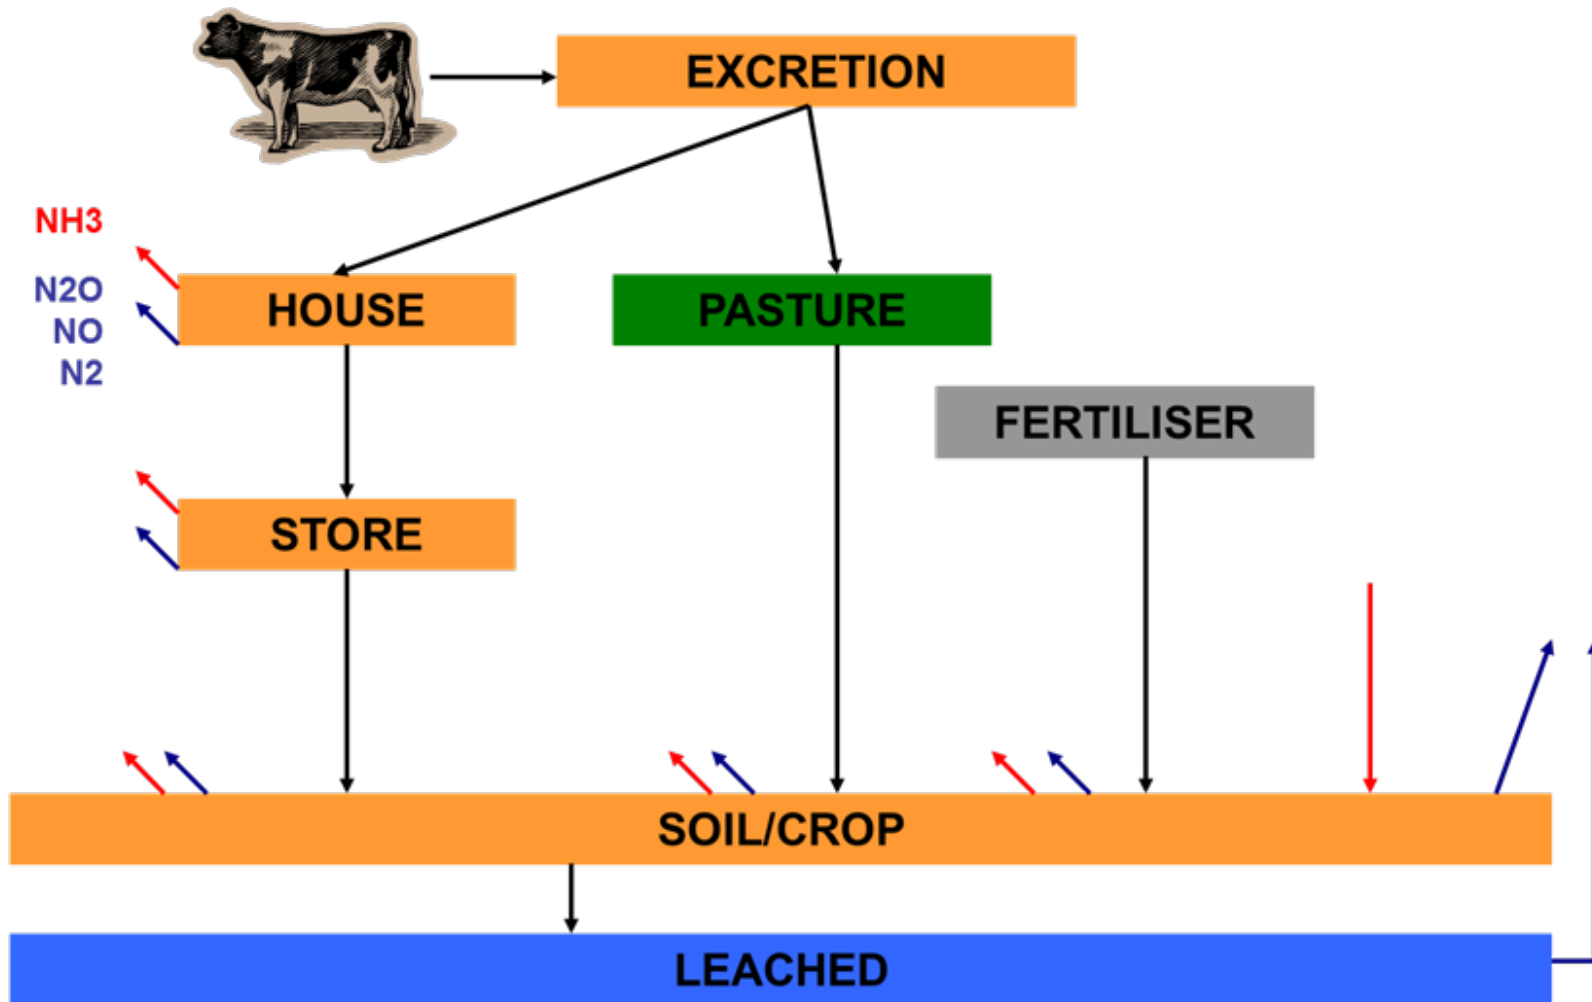 EXCRETION
NH3
N2O
NO
N2
HOUSE
PASTURE
FERTILISER
STORE
SOIL/CROP
LEACHED